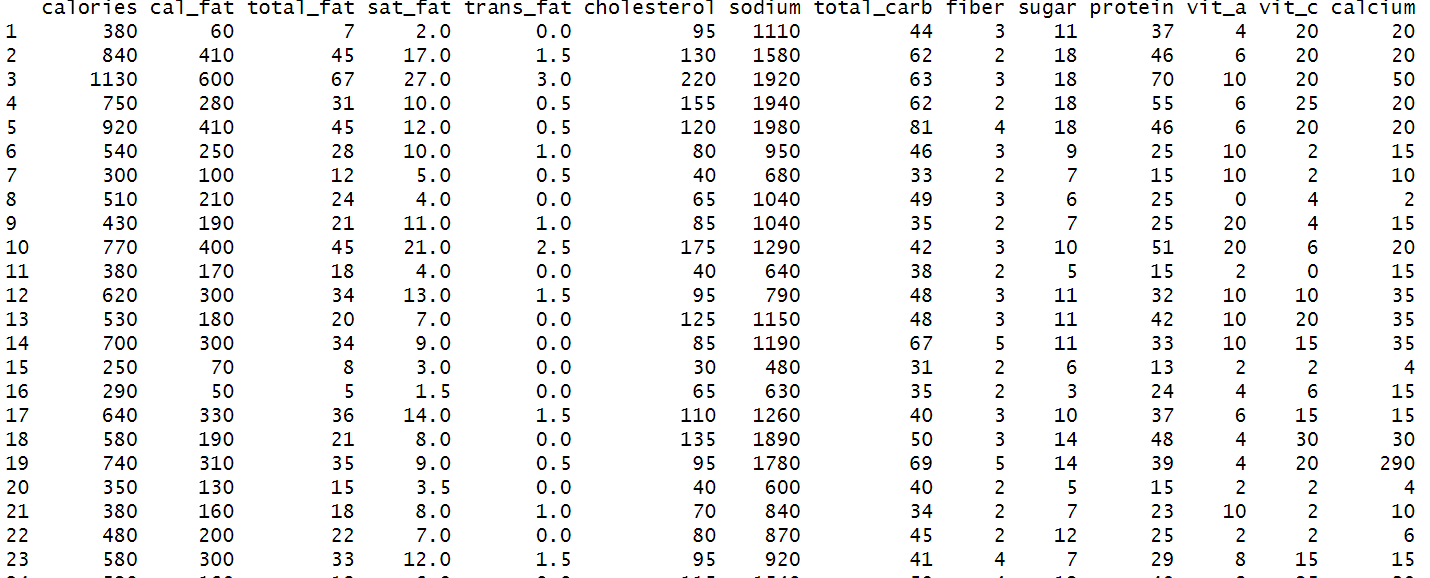 calories cal_fat total_fat sat_fat trans_fat cholesterol sodium total_carb fiber sugar protein vit_a vit_c calcium
1 380 60 7 2.0 0.0 95 1110 44 3 11 37 4 20 20
2 840 410 45 17.0 1.5 130 1580 62 2 18 46 6 20 20
3 1130 600 67 27.0 3.0 220 1920 63 3 18 70 10 20 50
4 750 280 31 10.0 0.5 155 1940 62 2 18 55 6 25 20
5 920 410 45 12.0 0.5 120 1980 81 4 18 46 6 20 20
6 540 250 28 10.0 1.0 80 950 46 3 9 25 10 2 15
7 300 100 12 5.0 0.5 40 680 33 2 7 15 10 2 10
8 510 210 24 4.0 0.0 65 1040 49 3 6 25 0 4 2
9 430 190 21 11.0 1.0 85 1040 35 2 7 25 20 4 15
10 770 400 45 21.0 2.5 175 1290 42 3 10 51 20 6 20
11 380 170 18 4.0 0.0 40 640 38 2 5 15 2 0 15
12 620 300 34 13.0 1.5 95 790 48 3 11 32 10 10 35
13 530 180 20 7.0 0.0 125 1150 48 3 11 42 10 20 35
14 700 300 34 9.0 0.0 85 1190 67 5 11 33 10 15 35
15 250 70 8 3.0 0.0 30 480 31 2 6 13 2 2 4
16 290 50 5 1.5 0.0 65 630 35 2 3 24 4 6 15
17 640 330 36 14.0 1.5 110 1260 40 3 10 37 6 15 15
18 580 190 21 8.0 0.0 135 1890 50 3 14 48 4 30 30
19 740 310 35 9.0 0.5 95 1780 69 5 14 39 4 20 290
20 350 130 15 3.5 0.0 40 600 40 2 5 15 2 2 4
21 380 160 18 8.0 1.0 70 840 34 2 7 23 10 2 10
22 480 200 22 7.0 0.0 80 870 45 2 12 25 2 2 6
23 580 300 33 12.0 1.5 95 920 41 4 7 29 8 15 15